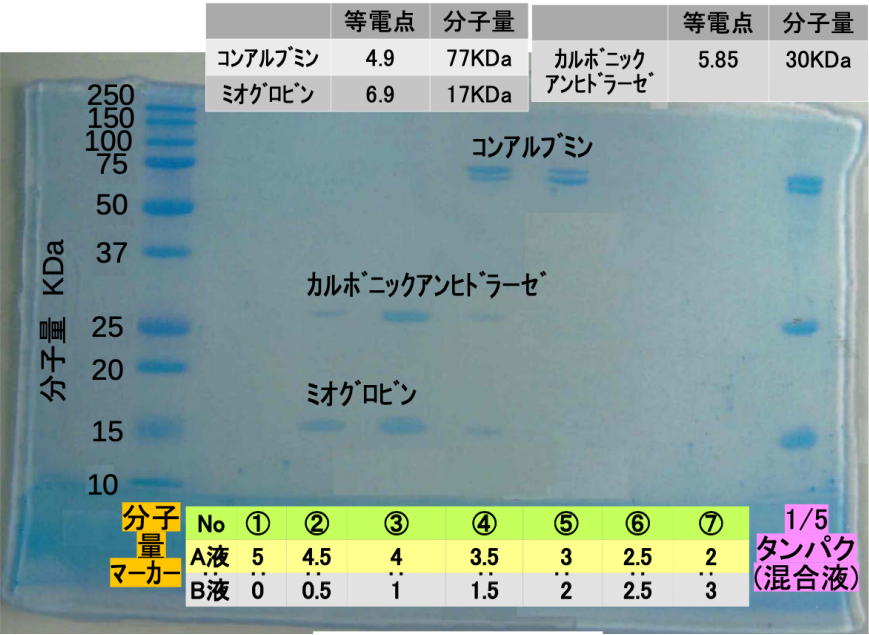 等電点 分子量
コンアルブミン 4.9 77KDa
ミオグロビン 6.9 17KDa
等電点 分子量
カルボニック
アンヒドラーゼ 5.85 30KDa
コンアルブミン
カルボニックアンヒドラーゼ
ミオグロビン
分子量 KDa
250
150
100
75
50
37
25
20
15
10
分子
量
マーカー
No ① ② ③ ④ ⑤ ⑥ ⑦
A液 5 4.5 4 3.5 3 2.5 2
: : : : : : : :
B液 0 0.5 1 1.5 2 2.5 3
1/5
タンパク
(混合液)